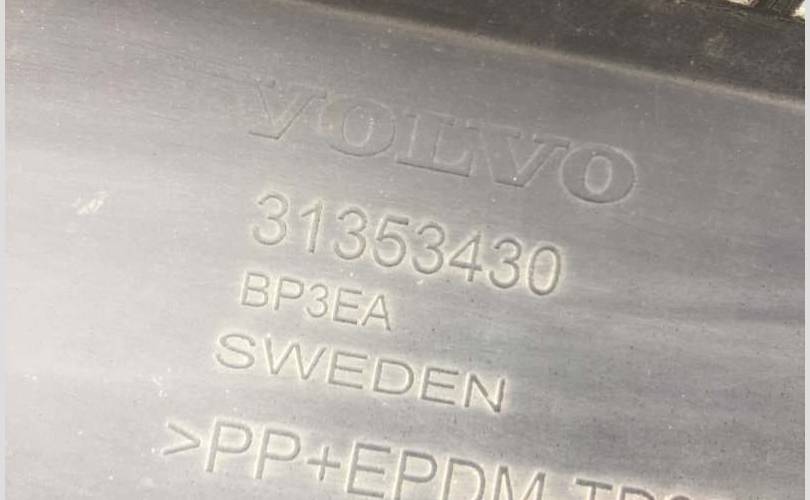 VOLVO
31353430
BP3EA
SWEDEN
>PP+EPDM